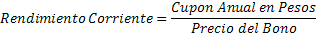 Rendimiento Corriente = Cupon Anual en Pesos / Precio del Bono